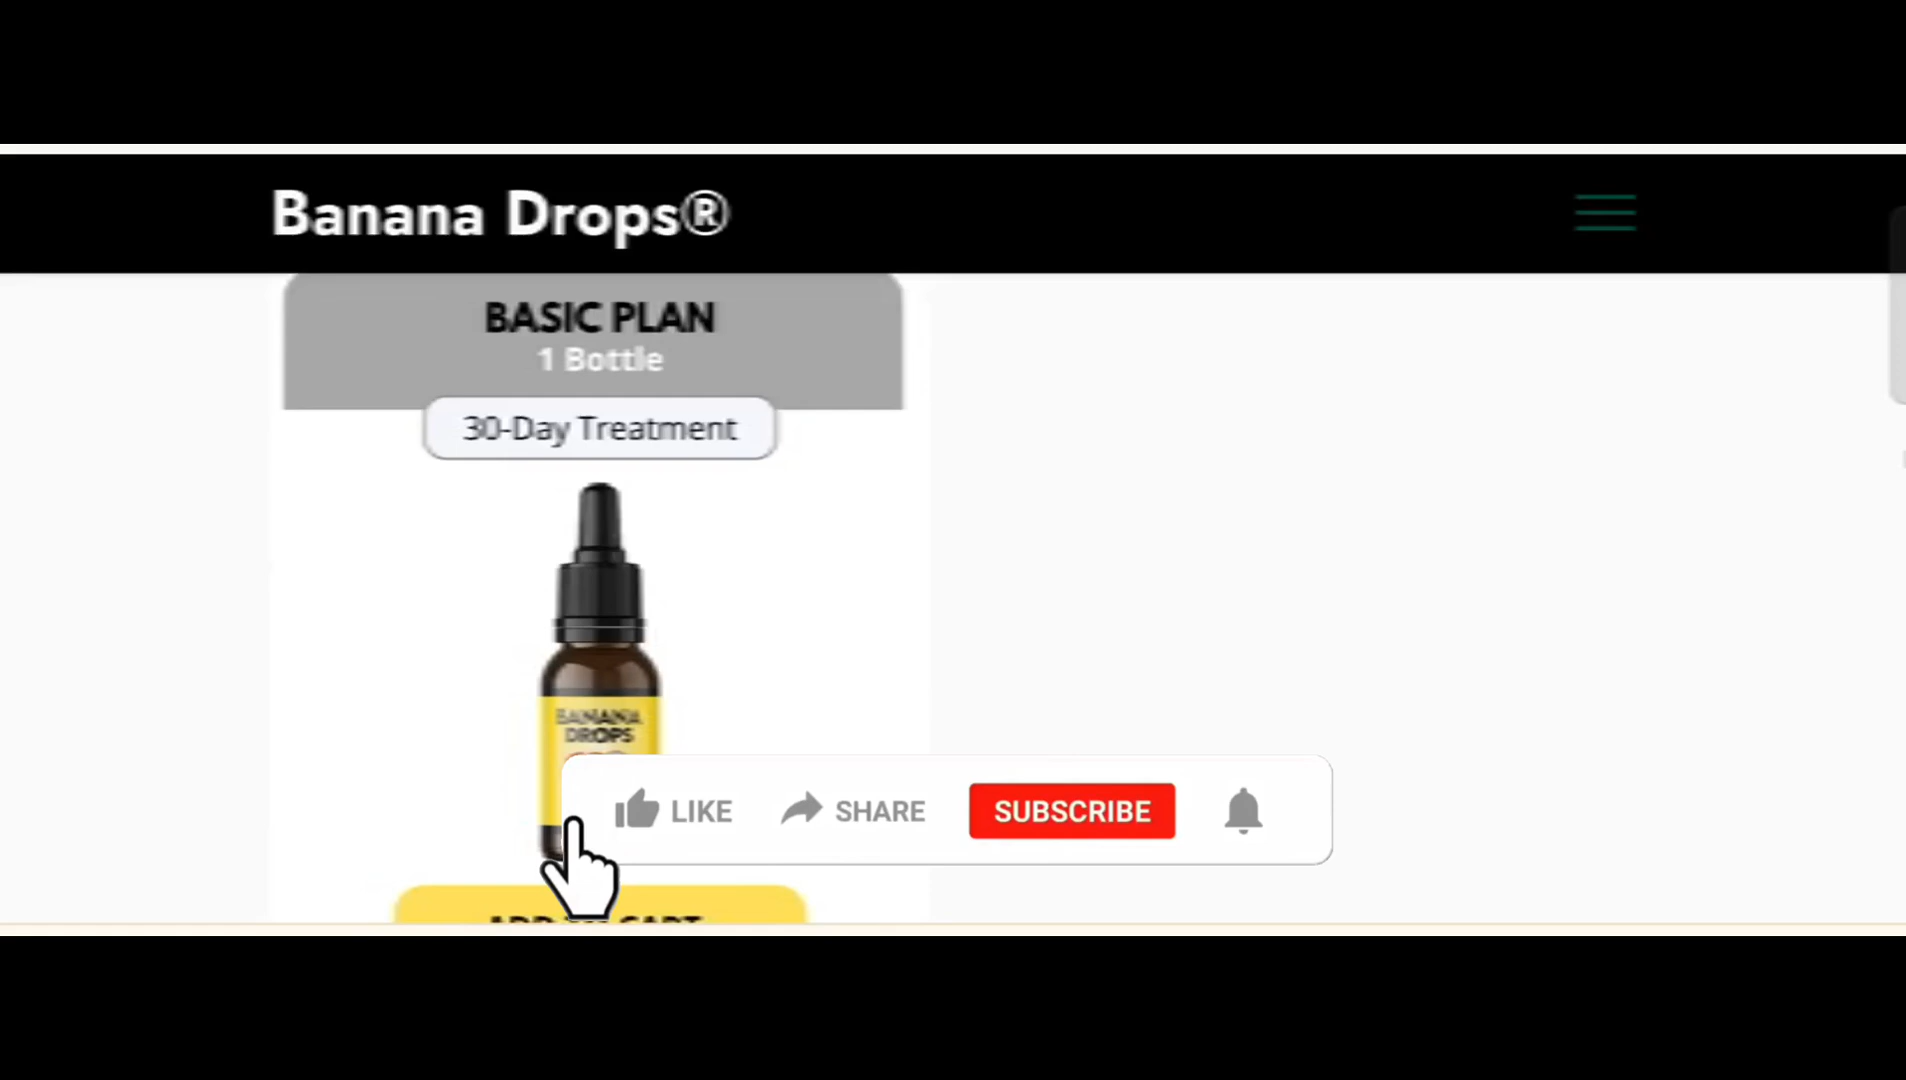 Banana Drops®
BASIC PLAN
1 Bottle
30-Day Treatment
BANANA
DROPS
LIKE
SHARE
SUBSCRIBE